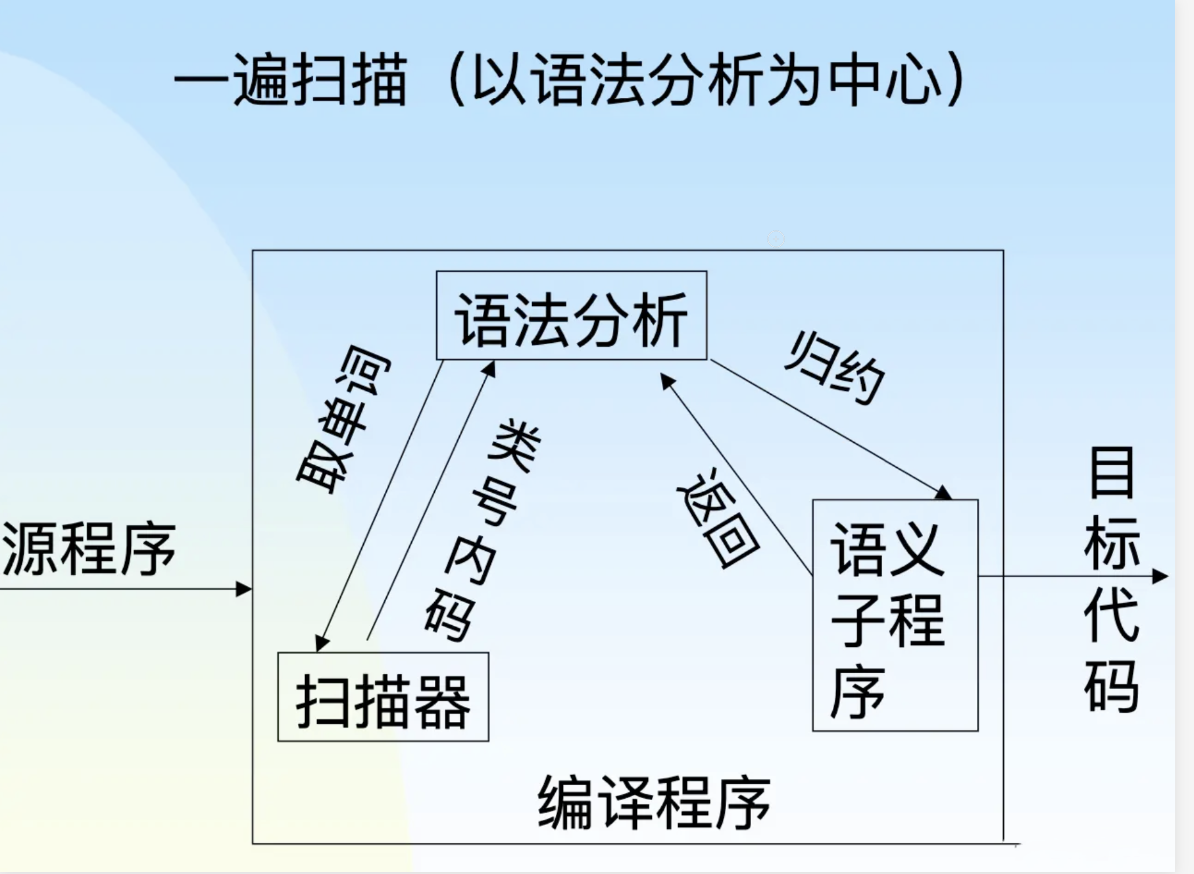 一遍扫描（以语法分析为中心）
语法分析
取单词
类号内码
归约
返回
源程序
扫描器
语义
子程
序
目标代码
编译程序